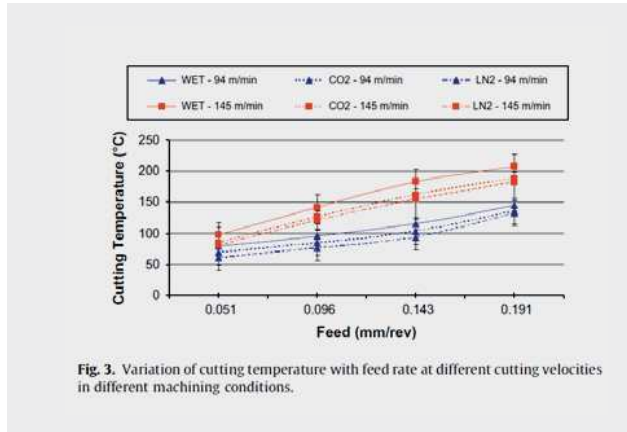 WET - 94 m/min CO2 - 94 m/min LN2 - 94 m/min
WET - 145 m/min CO2 - 145 m/min LN2 - 145 m/min
Cutting Temperature (°C)
250
200
150
100
50
0
0.051 0.096 0.143 0.191
Feed (mm/rev)
Fig. 3. Variation of cutting temperature with feed rate at different cutting velocities
in different machining conditions.